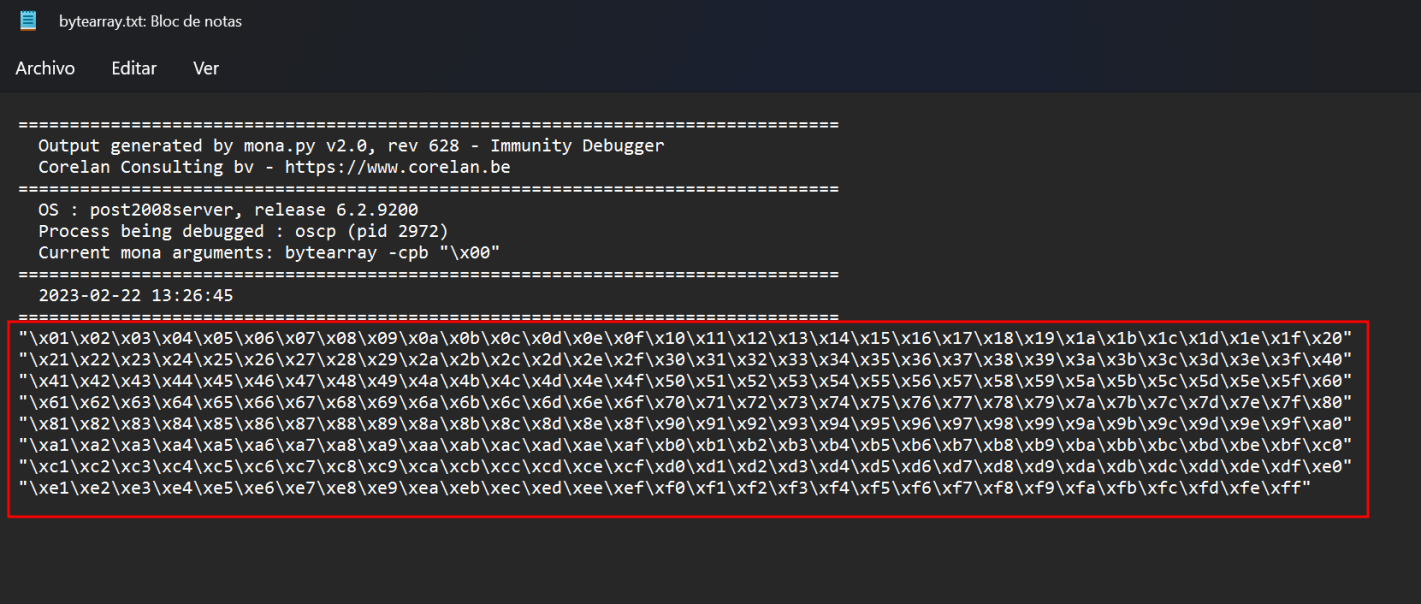 bytearray.txt: Bloc de notas
Archivo Editar Ver
================================================================================
Output generated by mona.py v2.0, rev 628 - Immunity Debugger
Corelan Consulting bv - https://www.corelan.be
================================================================================
OS : post2008server, release 6.2.9200
Process being debugged : oscp (pid 2972)
Current mona arguments: bytearray -cpb "\x00"
================================================================================
2023-02-22 13:26:45
================================================================================
"\x01\x02\x03\x04\x05\x06\x07\x08\x09\x0a\x0b\x0c\x0d\x0e\x0f\x10\x11\x12\x13\x14\x15\x16\x17\x18\x19\x1a\x1b\x1c\x1d\x1e\x1f\x20"
"\x21\x22\x23\x24\x25\x26\x27\x28\x29\x2a\x2b\x2c\x2d\x2e\x2f\x30\x31\x32\x33\x34\x35\x36\x37\x38\x39\x3a\x3b\x3c\x3d\x3e\x3f\x40"
"\x41\x42\x43\x44\x45\x46\x47\x48\x49\x4a\x4b\x4c\x4d\x4e\x4f\x50\x51\x52\x53\x54\x55\x56\x57\x58\x59\x5a\x5b\x5c\x5d\x5e\x5f\x60"
"\x61\x62\x63\x64\x65\x66\x67\x68\x69\x6a\x6b\x6c\x6d\x6e\x6f\x70\x71\x72\x73\x74\x75\x76\x77\x78\x79\x7a\x7b\x7c\x7d\x7e\x7f\x80"
"\x81\x82\x83\x84\x85\x86\x87\x88\x89\x8a\x8b\x8c\x8d\x8e\x8f\x90\x91\x92\x93\x94\x95\x96\x97\x98\x99\x9a\x9b\x9c\x9d\x9e\x9f\xa0"
"\xa1\xa2\xa3\xa4\xa5\xa6\xa7\xa8\xa9\xaa\xab\xac\xad\xae\xaf\xb0\xb1\xb2\xb3\xb4\xb5\xb6\xb7\xb8\xb9\xba\xbb\xbc\xbd\xbe\xbf\xc0"
"\xc1\xc2\xc3\xc4\xc5\xc6\xc7\xc8\xc9\xca\xcb\xcc\xcd\xce\xcf\xd0\xd1\xd2\xd3\xd4\xd5\xd6\xd7\xd8\xd9\xda\xdb\xdc\xdd\xde\xdf\xe0"
"\xe1\xe2\xe3\xe4\xe5\xe6\xe7\xe8\xe9\xea\xeb\xec\xed\xee\xef\xf0\xf1\xf2\xf3\xf4\xf5\xf6\xf7\xf8\xf9\xfa\xfb\xfc\xfd\xfe\xff"